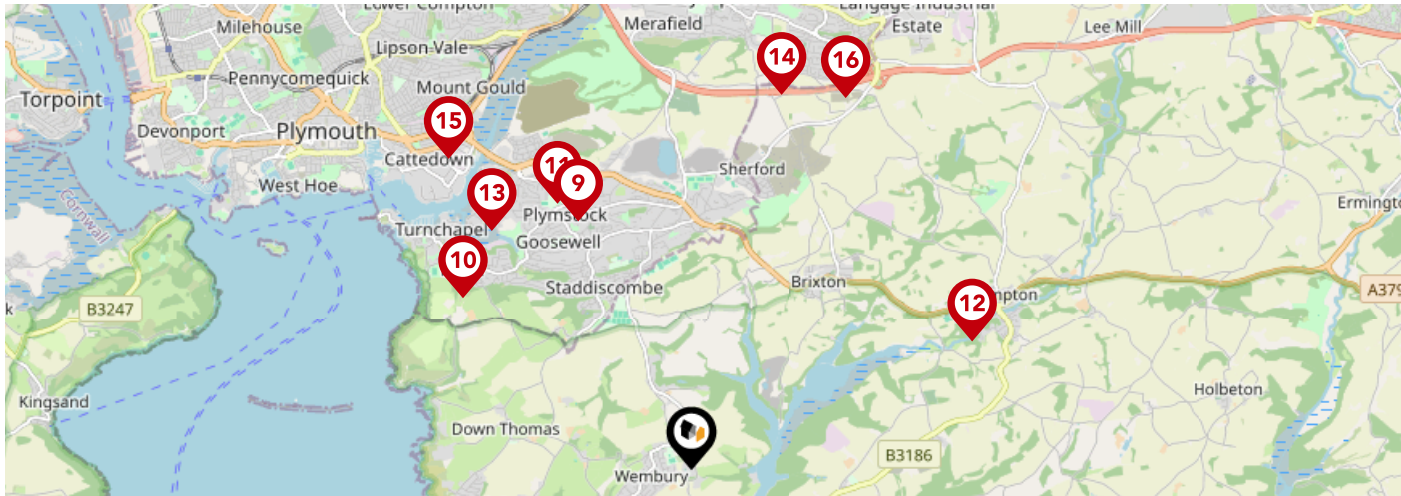 Lower Compton
Langage Industrial
Estate
Merafield
Milehouse
Lee Mill
Lipson Vale
14
16
Pennycomequick
Mount Gould
Torpoint
15
Devonport
Plymouth
Cattedown
11
9
Sherford
West Hoe
13
Cornwall
Plymstock
Turnchapel
Goosewell
10
Staddiscombe
Brixton
12
mpton
A379
B3247
k
Holbeton
Kingsand
Down Thomas
B3186
Wembury